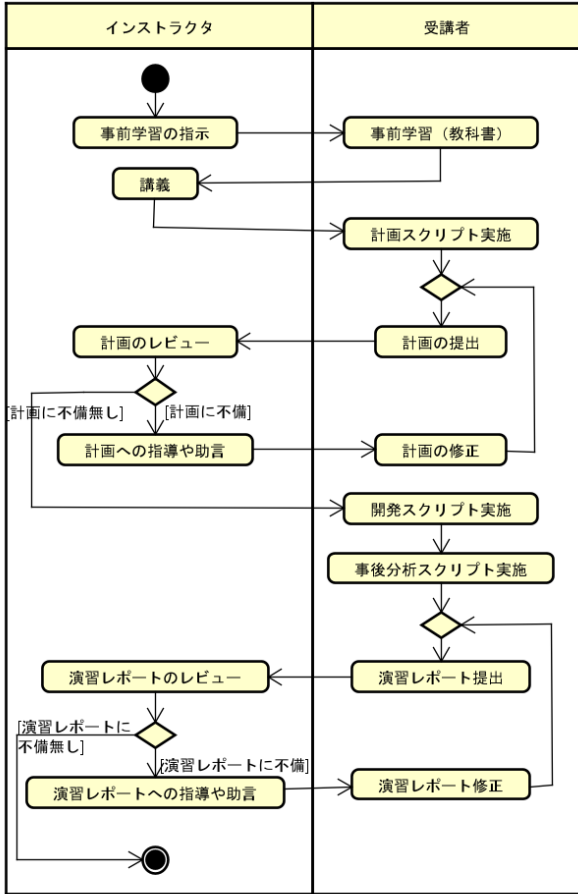 インストラクタ
受講者
事前学習の指示
事前学習（教科書）
講義
計画スクリプト実施
計画のレビュー
計画の提出
[計画に不備無し]
[計画に不備]
計画への指導や助言
計画の修正
開発スクリプト実施
事後分析スクリプト実施
演習レポートのレビュー
演習レポート提出
[演習レポートに
不備無し]
[演習レポートに不備]
演習レポートへの指導や助言
演習レポート修正